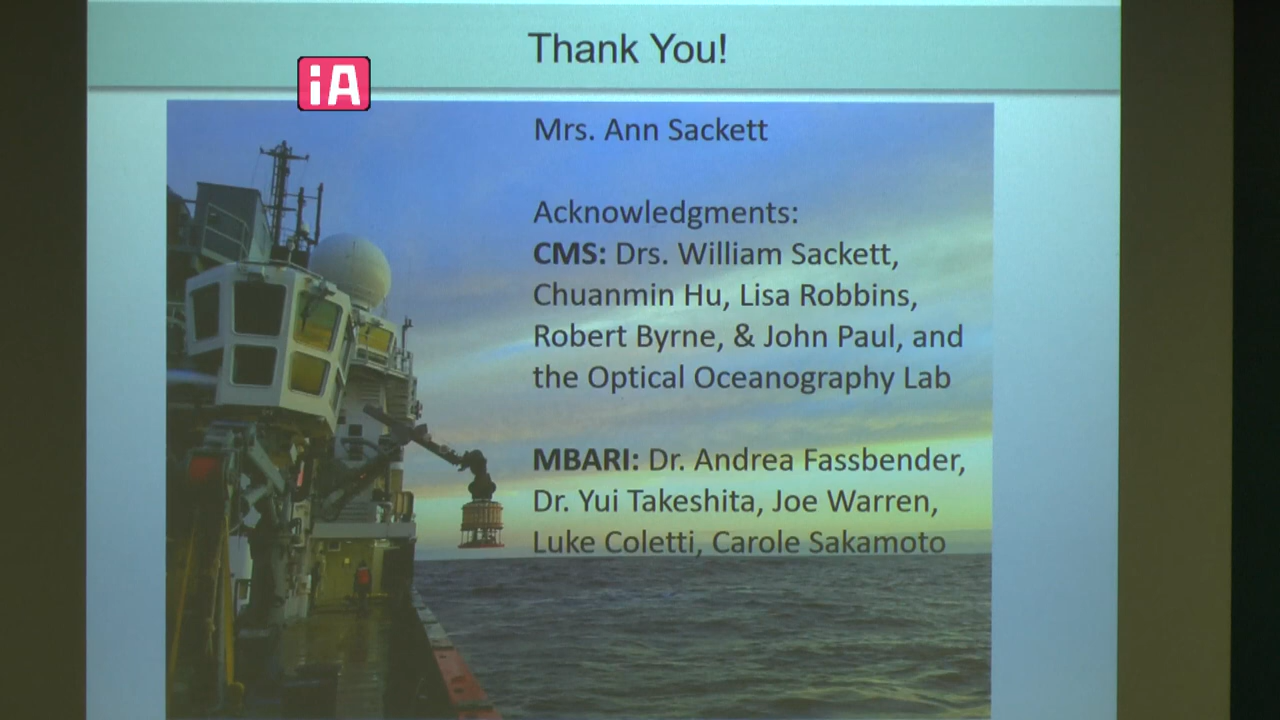 Thank You!
iA
Mrs. Ann Sackett
Acknowledgments:
CMS: Drs. William Sackett,
Chuanmin Hu, Lisa Robbins,
Robert Byrne, & John Paul, and
the Optical Oceanography Lab
MBARI: Dr. Andrea Fassbender,
Dr. Yui Takeshita, Joe Warren,
Luke Coletti, Carole Sakamoto